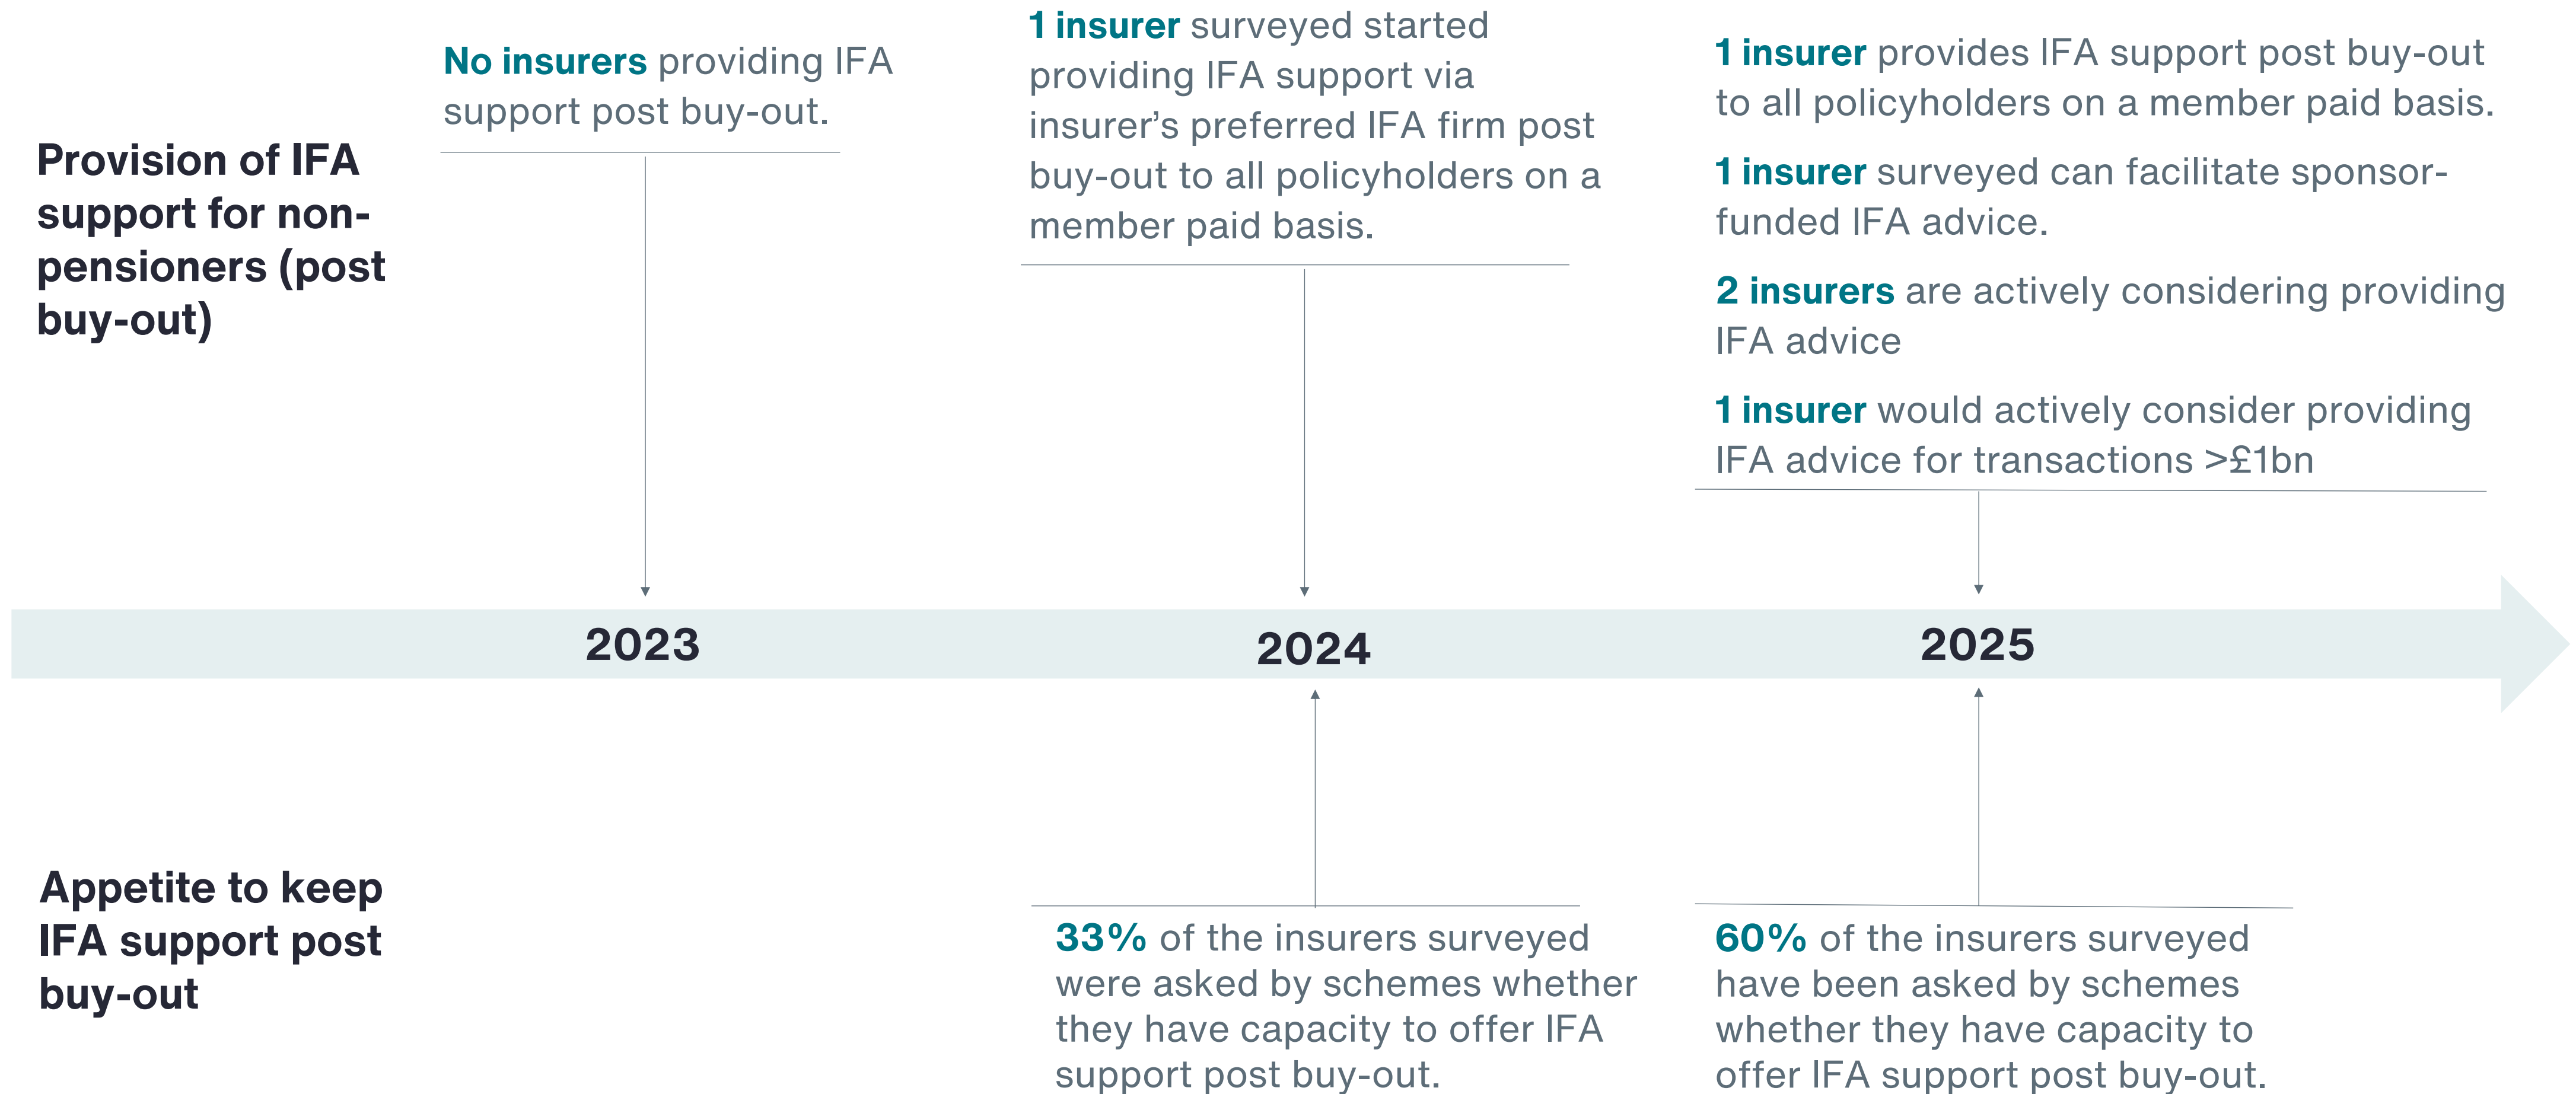 Provision of IFA
support for non-
pensioners (post
buy-out)
No insurers providing IFA
support post buy-out.
1 insurer surveyed started
providing IFA support via
insurer’s preferred IFA firm post
buy-out to all policyholders on a
member paid basis.
1 insurer provides IFA support post buy-out
to all policyholders on a member paid basis.
1 insurer surveyed can facilitate sponsor-
funded IFA advice.
2 insurers are actively considering providing
IFA advice
1 insurer would actively consider providing
IFA advice for transactions >£1bn
2023
2024
2025
Appetite to keep
IFA support post
buy-out
33% of the insurers surveyed
were asked by schemes whether
they have capacity to offer IFA
support post buy-out.
60% of the insurers surveyed
have been asked by schemes
whether they have capacity to
offer IFA support post buy-out.